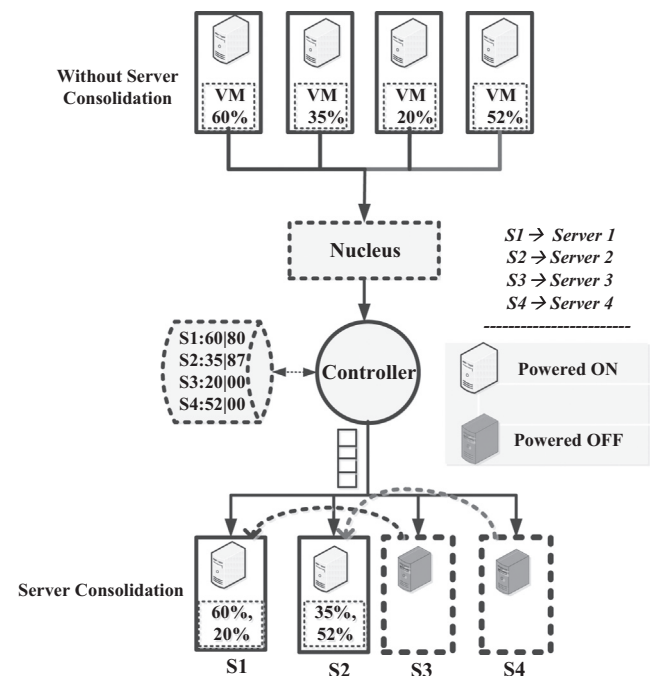 Without Server
Consolidation
VM
60%
VM
35%
VM
20%
VM
52%
Nucleus
S1→ Server 1
S2→ Server 2
S3→ Server 3
S4→ Server 4
S1:60|80
S2:35|87
S3:20|00
S4:52|00
Controller
Powered ON
Powered OFF
Server Consolidation
60%,
20%
35%,
52%
S1
S2
S3
S4